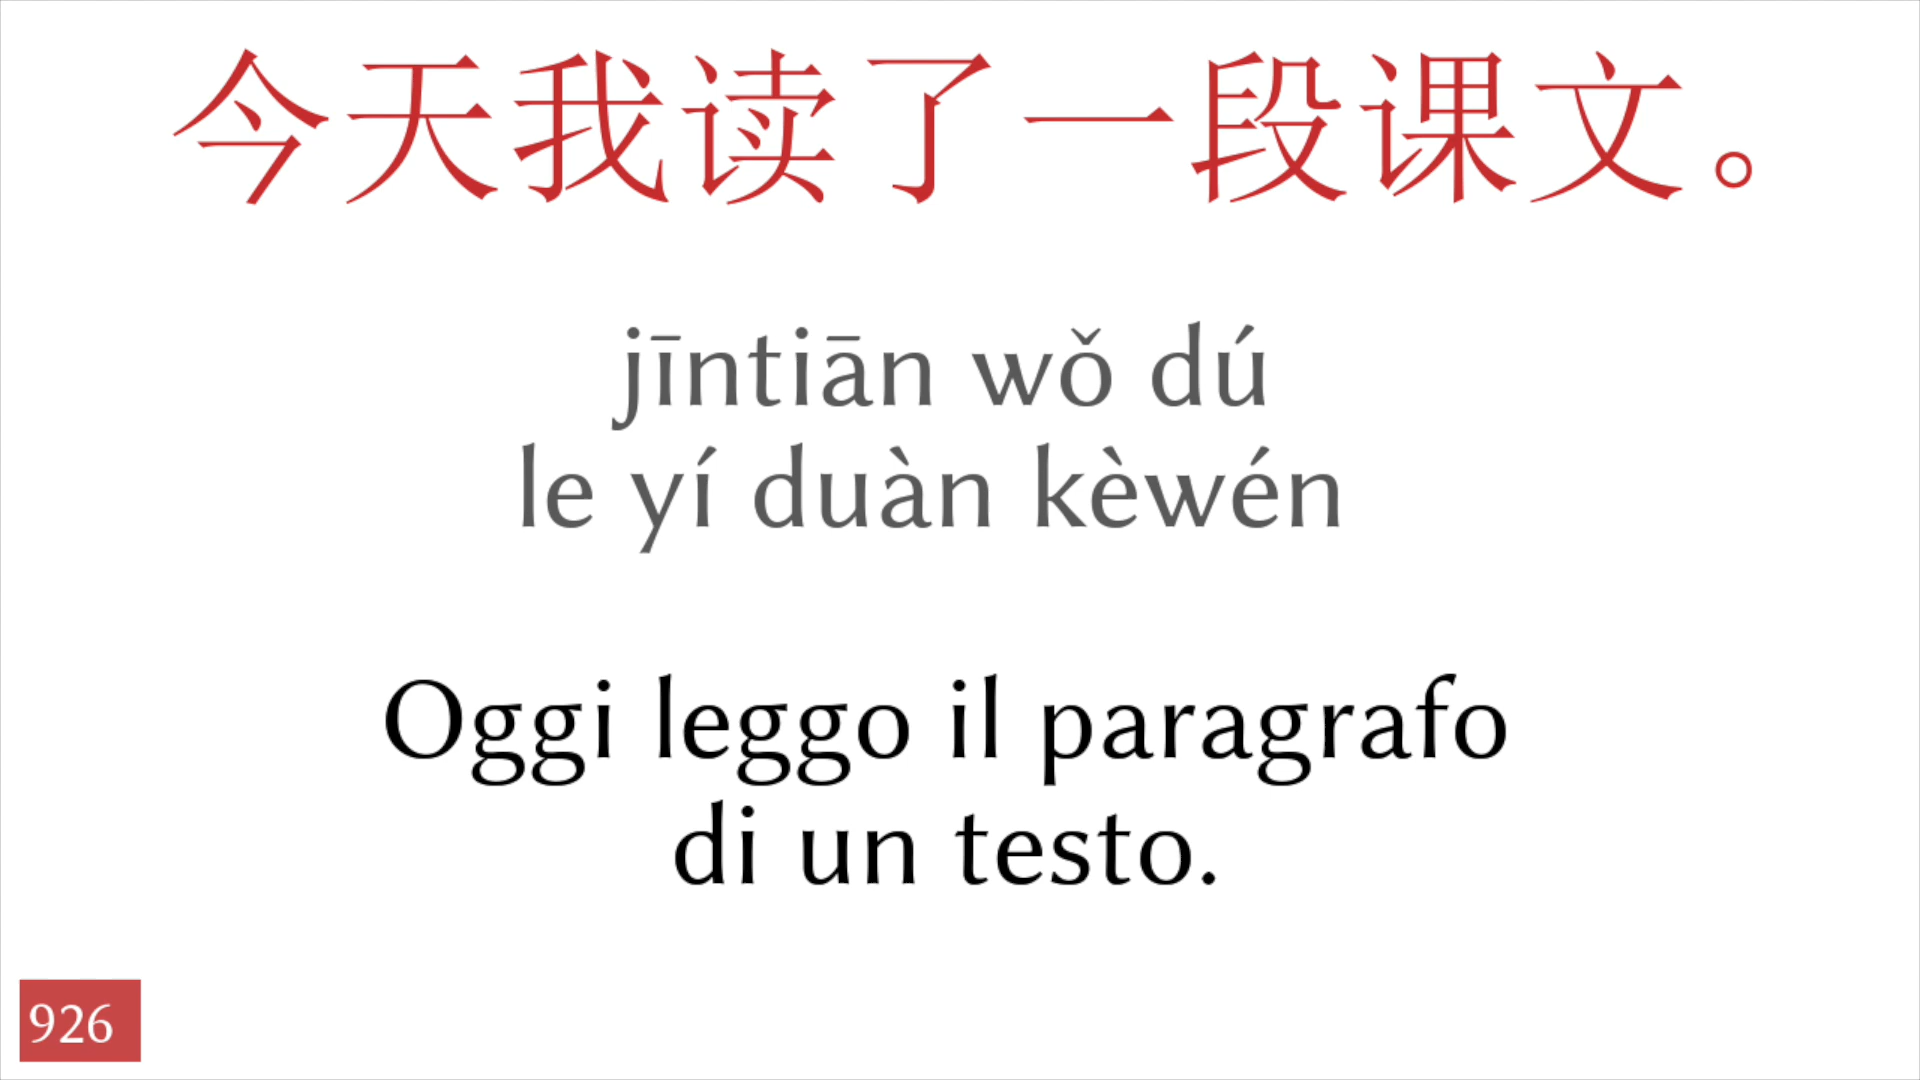 今天我读了一段课文。
jīntiān wǒ dú
le yí duàn kèwén
Oggi leggo il paragrafo
di un testo.
926